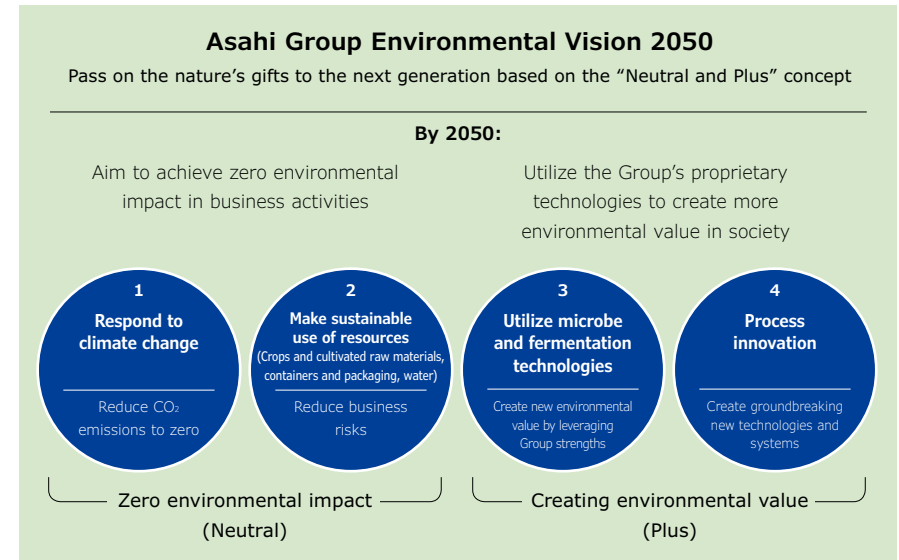 Asahi Group Environmental Vision 2050
Pass on the nature’s gifts to the next generation based on the “Neutral and Plus” concept
By 2050:
Aim to achieve zero environmental
impact in business activities
Utilize the Group’s proprietary
technologies to create more
environmental value in society
1
Respond to
climate change
Reduce CO₂
emissions to zero
2
Make sustainable
use of resources
(Crops and cultivated raw materials,
containers and packaging, water)
Reduce business
risks
3
Utilize microbe
and fermentation
technologies
Create new environmental
value by leveraging
Group strengths
4
Process
innovation
Create groundbreaking
new technologies and
systems
Zero environmental impact
(Neutral)
Creating environmental value
(Plus)